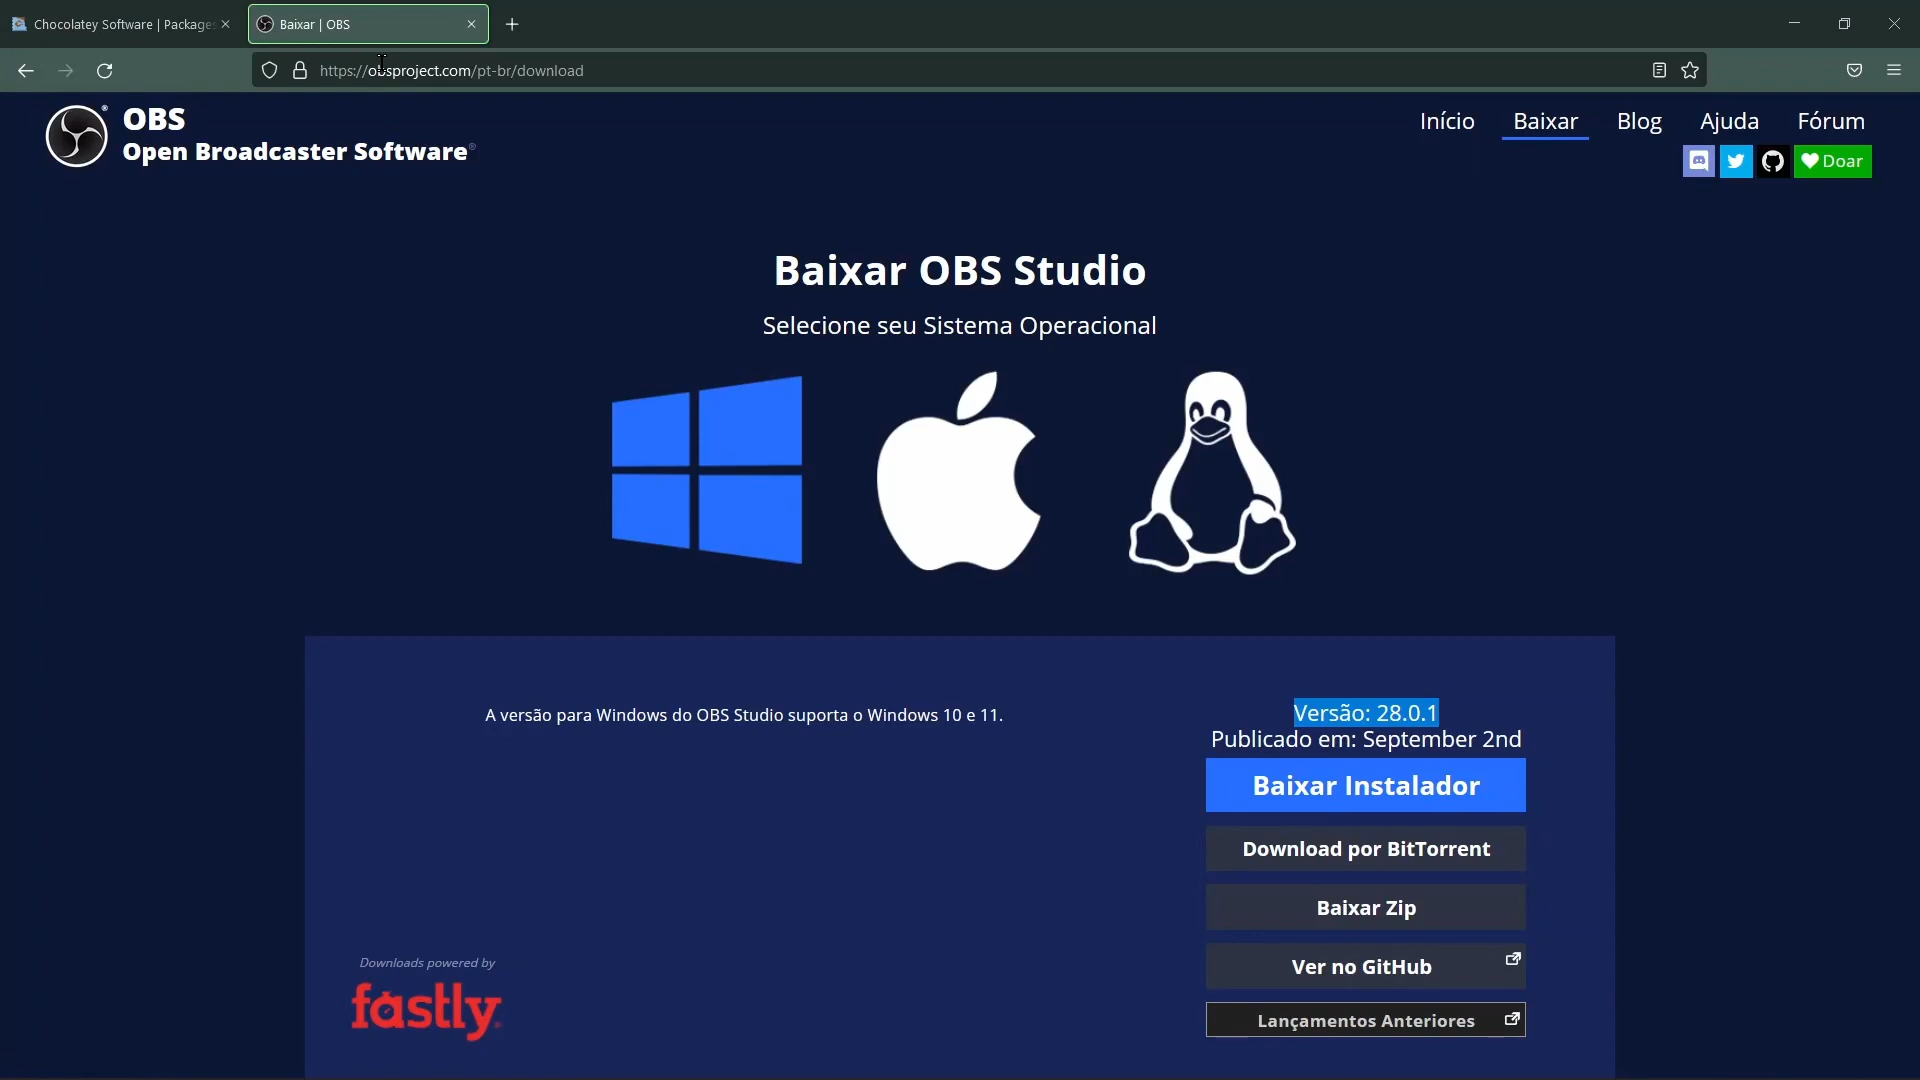 Chocolatey Software | Package
Baixar | OBS
https://obsproject.com/pt-br/download
OBS
Open Broadcaster Software
Início
Baixar
Blog
Ajuda
Fórum
Doar
Baixar OBS Studio
Selecione seu Sistema Operacional
A versão para Windows do OBS Studio suporta o Windows 10 e 11.
Versão: 28.0.1
Publicado em: September 2nd
Baixar Instalador
Download por BitTorrent
Baixar Zip
Ver no GitHub
Lançamentos Anteriores
Downloads powered by
fastly